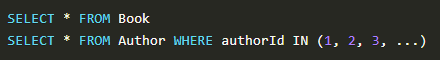 SELECT * FROM Book
SELECT * FROM Author WHERE authorId IN (1, 2, 3, ...)